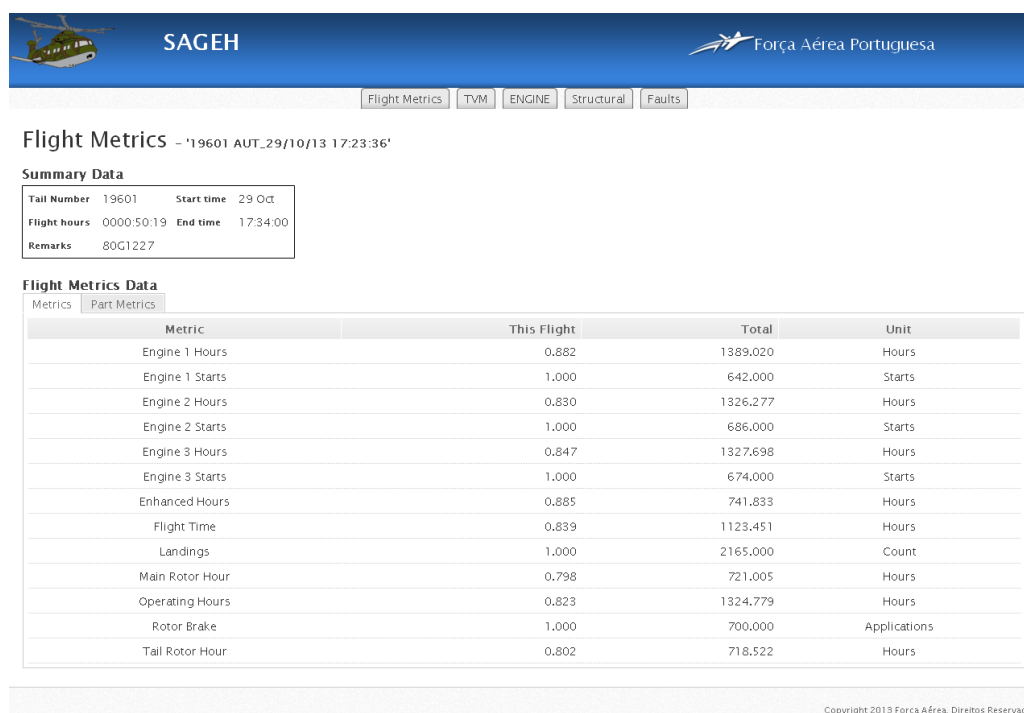 SAGEH
Força Aérea Portuguesa
Flight Metrics TVM ENGINE Structural Faults
Flight Metrics - '19601 AUT_29/10/13 17:23:36'
Summary Data
Tail Number 19601 Start time 29 Oct
Flight hours 0000:50:19 End time 17:34:00
Remarks 80G1227
Flight Metrics Data
Metrics Part Metrics
Metric This Flight Total Unit
Engine 1 Hours 0.882 1389.020 Hours
Engine 1 Starts 1.000 642.000 Starts
Engine 2 Hours 0.830 1326.277 Hours
Engine 2 Starts 1.000 686.000 Starts
Engine 3 Hours 0.847 1327.698 Hours
Engine 3 Starts 1.000 674.000 Starts
Enhanced Hours 0.885 741.833 Hours
Flight Time 0.839 1123.451 Hours
Landings 1.000 2165.000 Count
Main Rotor Hour 0.798 721.005 Hours
Operating Hours 0.823 1324.779 Hours
Rotor Brake 1.000 700.000 Applications
Tail Rotor Hour 0.802 718.522 Hours
Copyright 2013 Força Aérea. Direitos Reservad